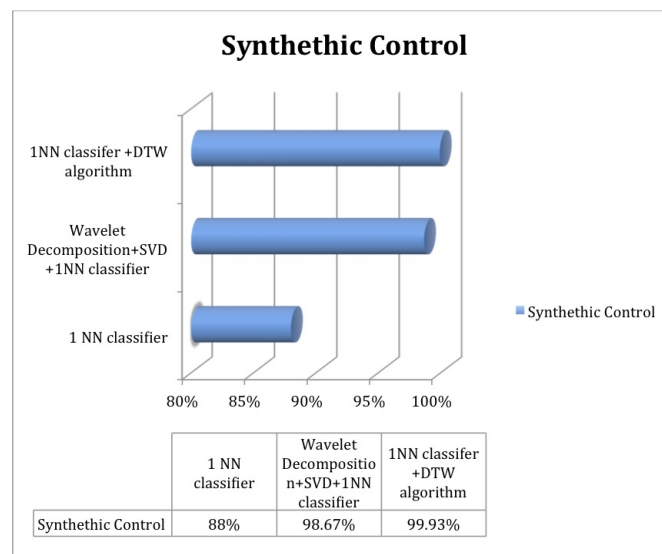 Synthethic Control
1NN classifer +DTW
algorithm
Wavelet
Decomposition+SVD
+1NN classifier
1 NN classifier
Synthethic Control
80% 85% 90% 95% 100%
1 NN
classifier
Wavelet
Decompositio
n+SVD+1NN
classifier
1NN classifer
+DTW
algorithm
Synthethic Control 88% 98.67% 99.93%